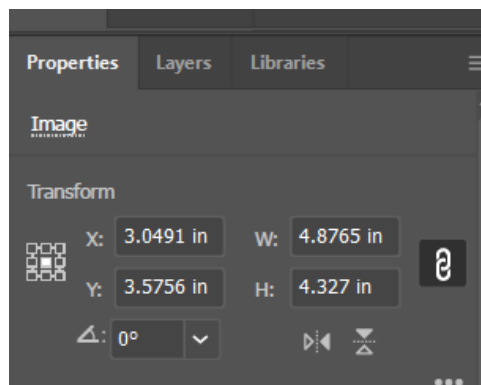 Properties Layers Libraries
Image
Transform
X: 3.0491 in W: 4.8765 in
Y: 3.5756 in H: 4.327 in
: 0°